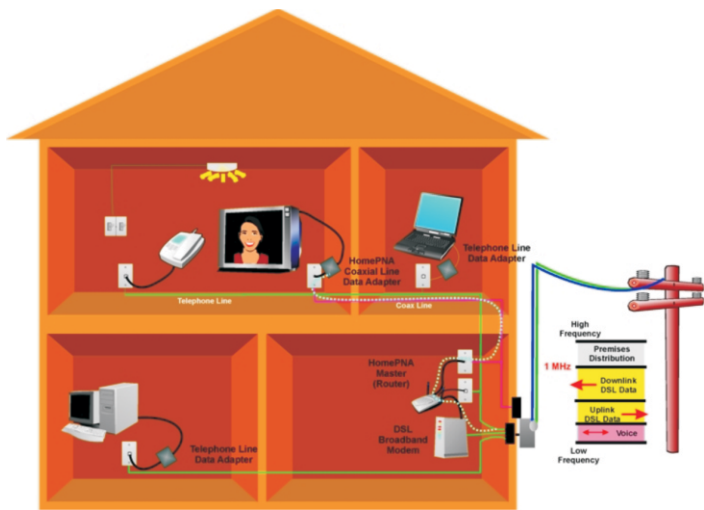 HomePNA
Coaxial Line
Data Adapter
Telephone Line
Data Adapter
Telephone Line
Coax Line
HomePNA
Master
(Router)
DSL
Broadband
Modem
Telephone Line
Data Adapter
High
Frequency
Premises
Distribution
1 MHz
Downlink
DSL Data
Uplink
DSL Data
Voice
Low
Frequency